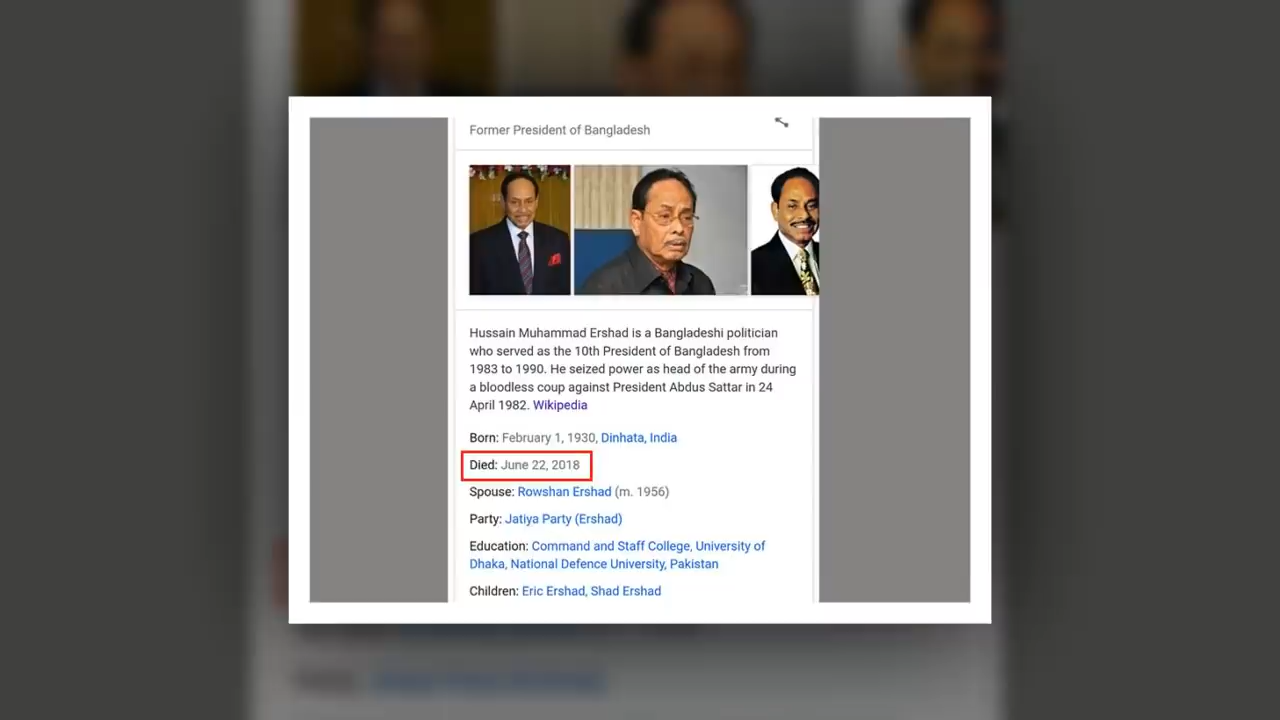 Former President of Bangladesh
Hussain Muhammad Ershad is a Bangladeshi politician
who served as the 10th President of Bangladesh from
1983 to 1990. He seized power as head of the army during
a bloodless coup against President Abdus Sattar in 24
April 1982. Wikipedia
Born: February 1, 1930, Dinhata, India
Died: June 22, 2018
Spouse: Rowshan Ershad (m. 1956)
Party: Jatiya Party (Ershad)
Education: Command and Staff College, University of
Dhaka, National Defence University, Pakistan
Children: Eric Ershad, Shad Ershad